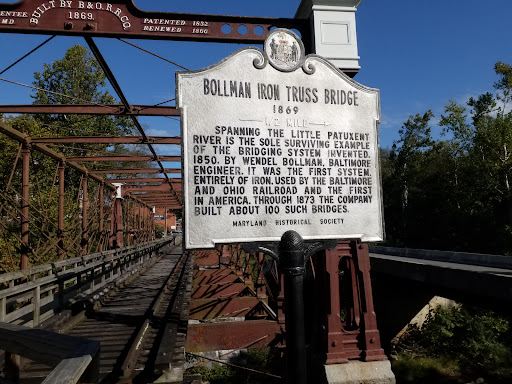 BUILT BY B.& O.R.R.CO.
1869.
PATENTED 1852
RENEWED 1866
BOLLMAN IRON TRUSS BRIDGE
1869
SPANNING THE LITTLE PATUXENT
RIVER IS THE SOLE SURVIVING EXAMPLE
OF THE BRIDGING SYSTEM INVENTED,
1850, BY WENDEL BOLLMAN, BALTIMORE
ENGINEER. IT WAS THE FIRST SYSTEM,
ENTIRELY OF IRON, USED BY THE BALTIMORE
AND OHIO RAILROAD AND THE FIRST
IN AMERICA. THROUGH 1873 THE COMPANY
BUILT ABOUT 100 SUCH BRIDGES.
MARYLAND HISTORICAL SOCIETY